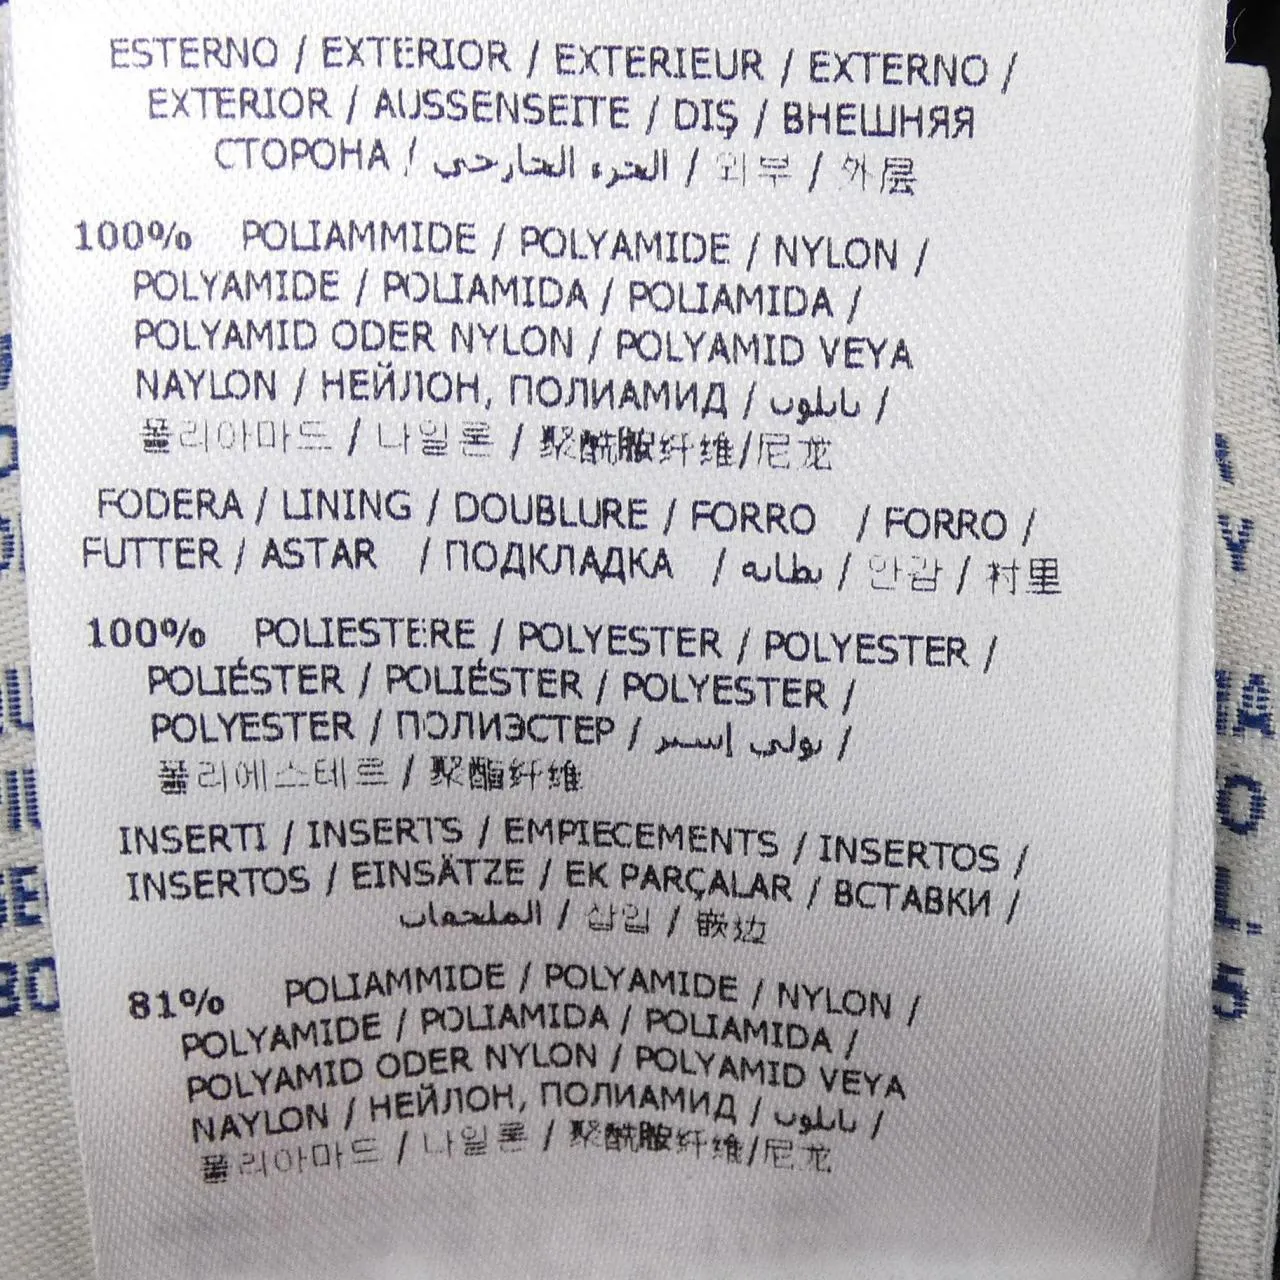 ESTERNO / EXTERIOR / EXTERIEUR / EXTERNO /
EXTERIOR / AUSSENSEITE / DIŞ / ВНЕШНЯЯ
СТОРОНА / الجزء الخارجي / 외부 / 外层
100% POLIAMMIDE / POLYAMIDE / NYLON /
POLYAMIDE / POLIAMIDA / POLIAMIDA /
POLYAMID ODER NYLON / POLYAMID VEYA
NAYLON / НЕЙЛОН, ПОЛИАМИД / نايلون /
폴리아마드 / 나일론 / 聚酰胺纤维/尼龙
FODERA / LINING / DOUBLURE / FORRO / FORRO /
FUTTER / ASTAR / ПОДКЛАДКА / بطانه / 안감 / 衬里
100% POLIESTERE / POLYESTER / POLYESTER /
POLIÉSTER / POLIÉSTER / POLYESTER /
POLYESTER / ПОЛИЭСТЕР / بولي إستر /
폴리에스테르 / 聚酯纤维
INSERTI / INSERTS / EMPIECEMENTS / INSERTOS /
INSERTOS / EINSÄTZE / EK PARÇALAR / ВСТАВКИ /
الملحقات / 삽입 / 嵌边
81% POLIAMMIDE / POLYAMIDE / NYLON /
POLYAMIDE / POLIAMIDA / POLIAMIDA /
POLYAMID ODER NYLON / POLYAMID VEYA
NAYLON / НЕЙЛОН, ПОЛИАМИД / نايلون /
폴리아마드 / 나일론 / 聚酰胺纤维/尼龙